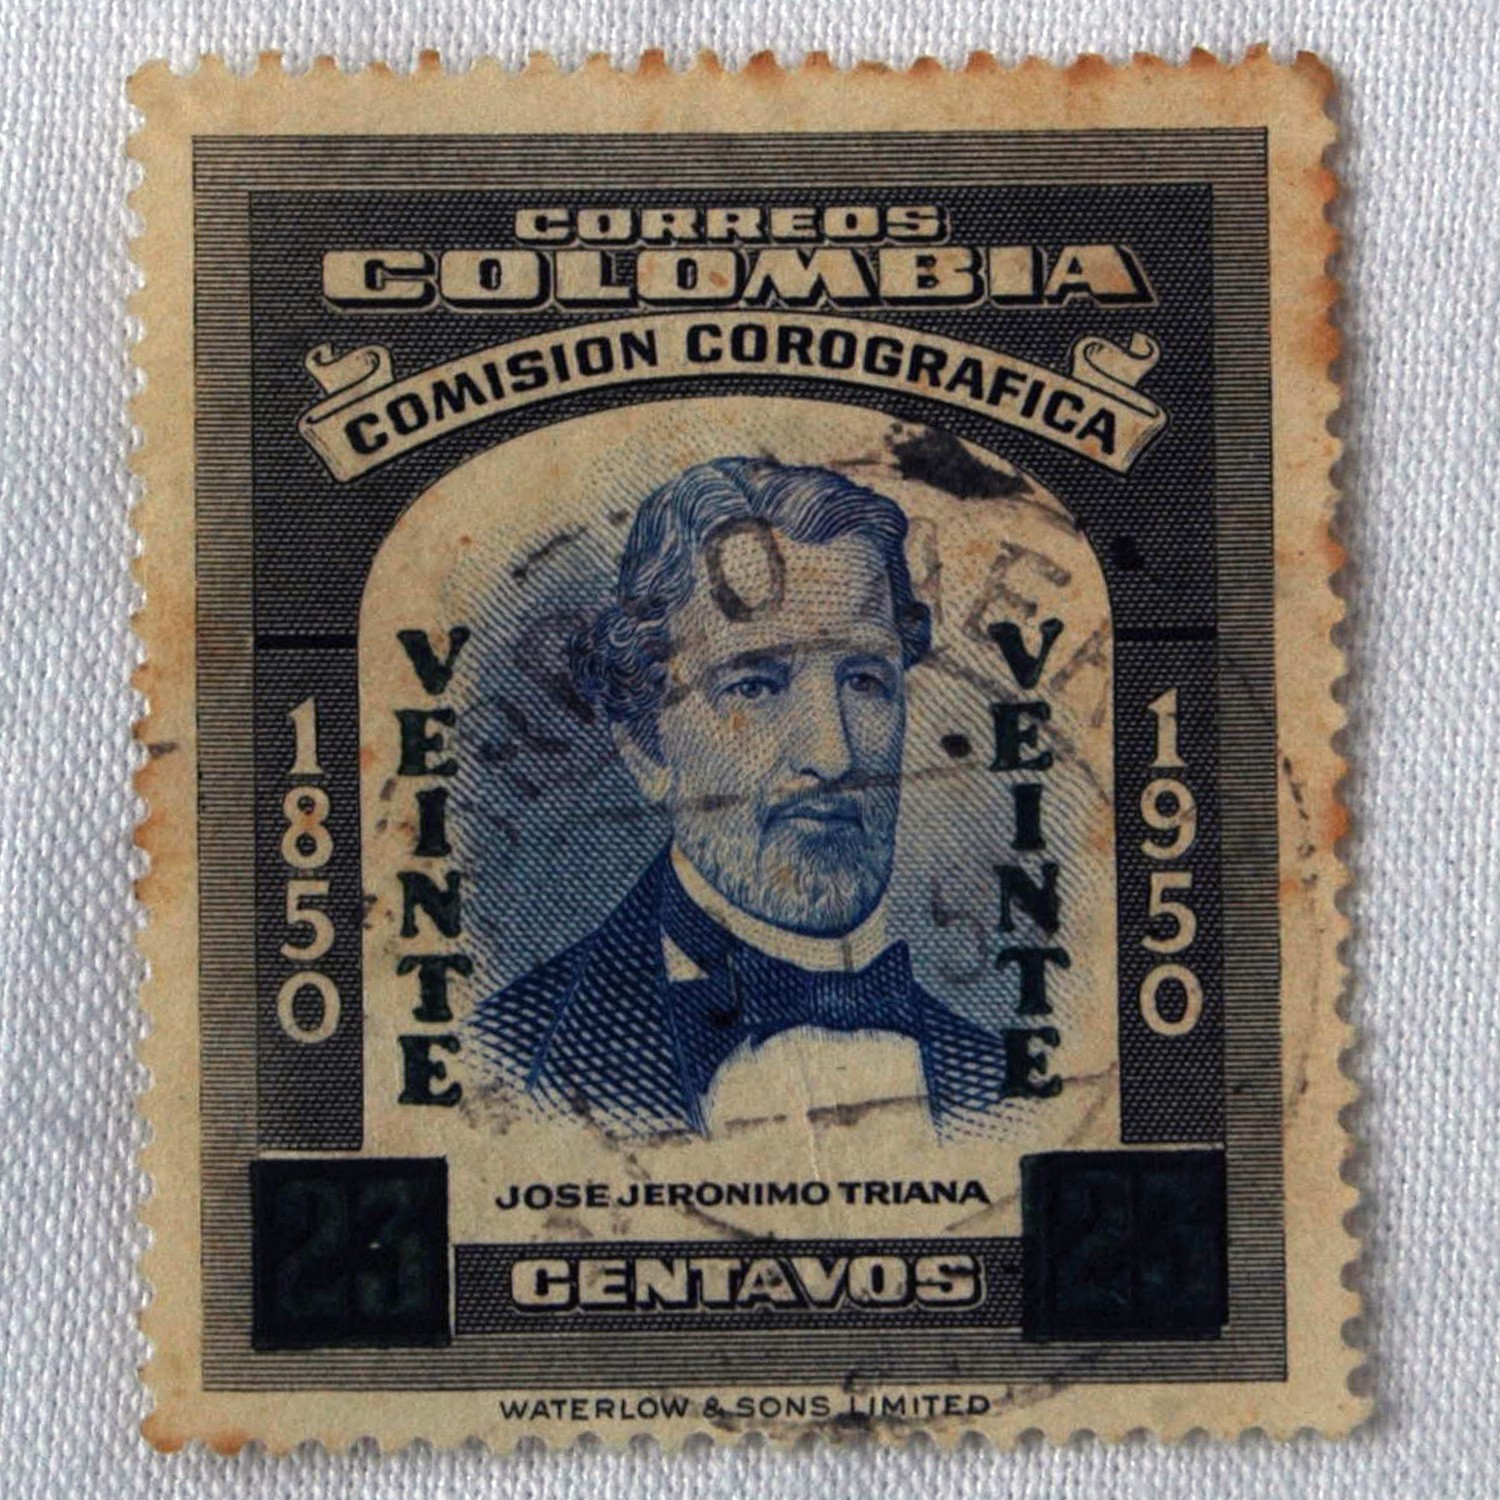 CORREOS
COLOMBIA
COMISION COROGRAFICA
VEINTE
VEINTE
1850
1950
JOSE JERONIMO TRIANA
CENTAVOS
WATERLOW & SONS LIMITED